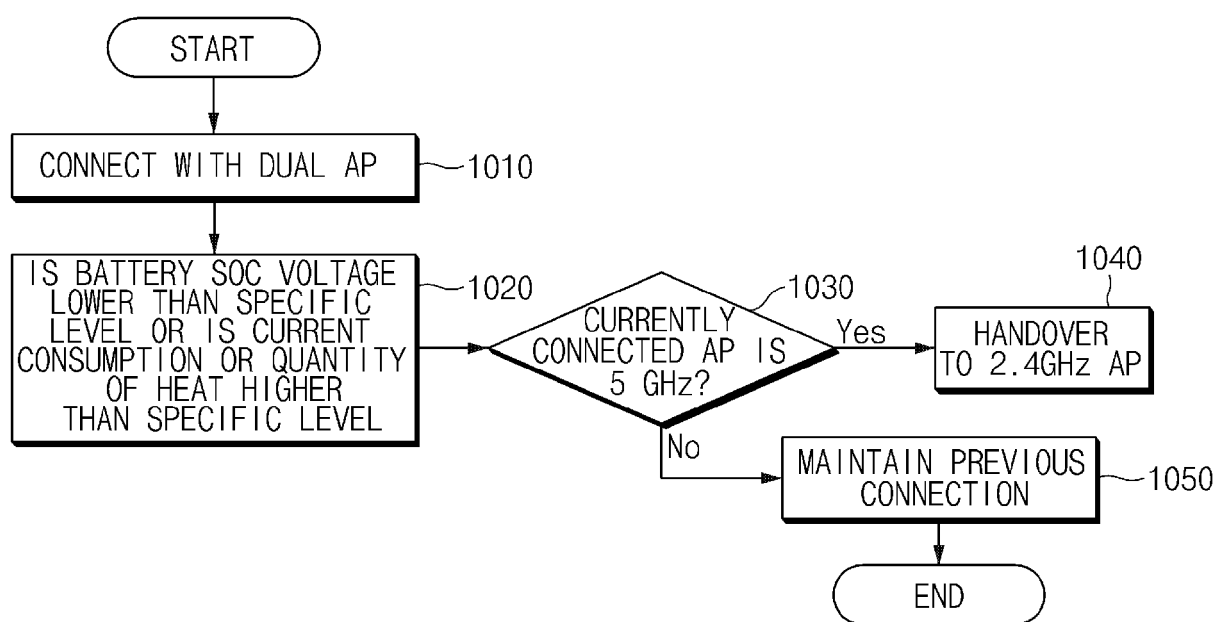 START
CONNECT WITH DUAL AP
1010
IS BATTERY SOC VOLTAGE
LOWER THAN SPECIFIC
LEVEL OR IS CURRENT
CONSUMPTION OR QUANTITY
OF HEAT HIGHER
THAN SPECIFIC LEVEL
1020
CURRENTLY
CONNECTED AP IS
5 GHz?
1030
Yes
1040
HANDOVER
TO 2.4GHz AP
No
MAINTAIN PREVIOUS
CONNECTION
1050
END